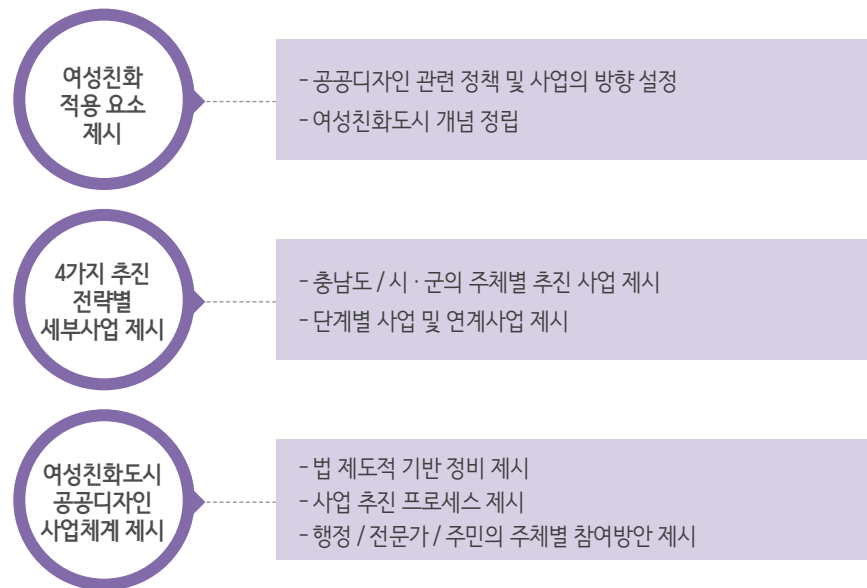 여성친화
적용 요소
제시
- 공공디자인 관련 정책 및 사업의 방향 설정
- 여성친화도시 개념 정립
4가지 추진
전략별
세부사업 제시
- 충남도 / 시 · 군의 주체별 추진 사업 제시
- 단계별 사업 및 연계사업 제시
여성친화도시
공공디자인
사업체계 제시
- 법 제도적 기반 정비 제시
- 사업 추진 프로세스 제시
- 행정 / 전문가 / 주민의 주체별 참여방안 제시